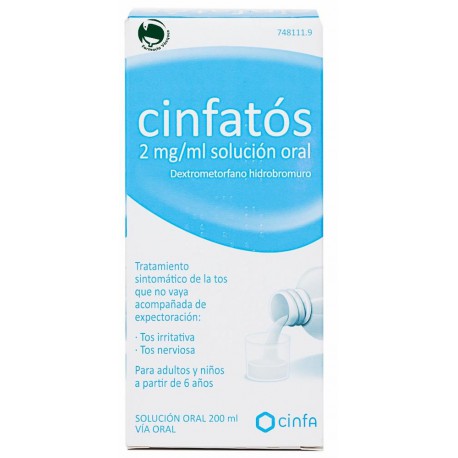 748111.9
cinfatós
2 mg/ml solución oral
Dextrometorfano hidrobromuro
Tratamiento
sintomático de la tos
que no vaya
acompañada de
expectoración:
· Tos irritativa
· Tos nerviosa
Para adultos y niños
a partir de 6 años
SOLUCIÓN ORAL 200 ml
VÍA ORAL
cinfa